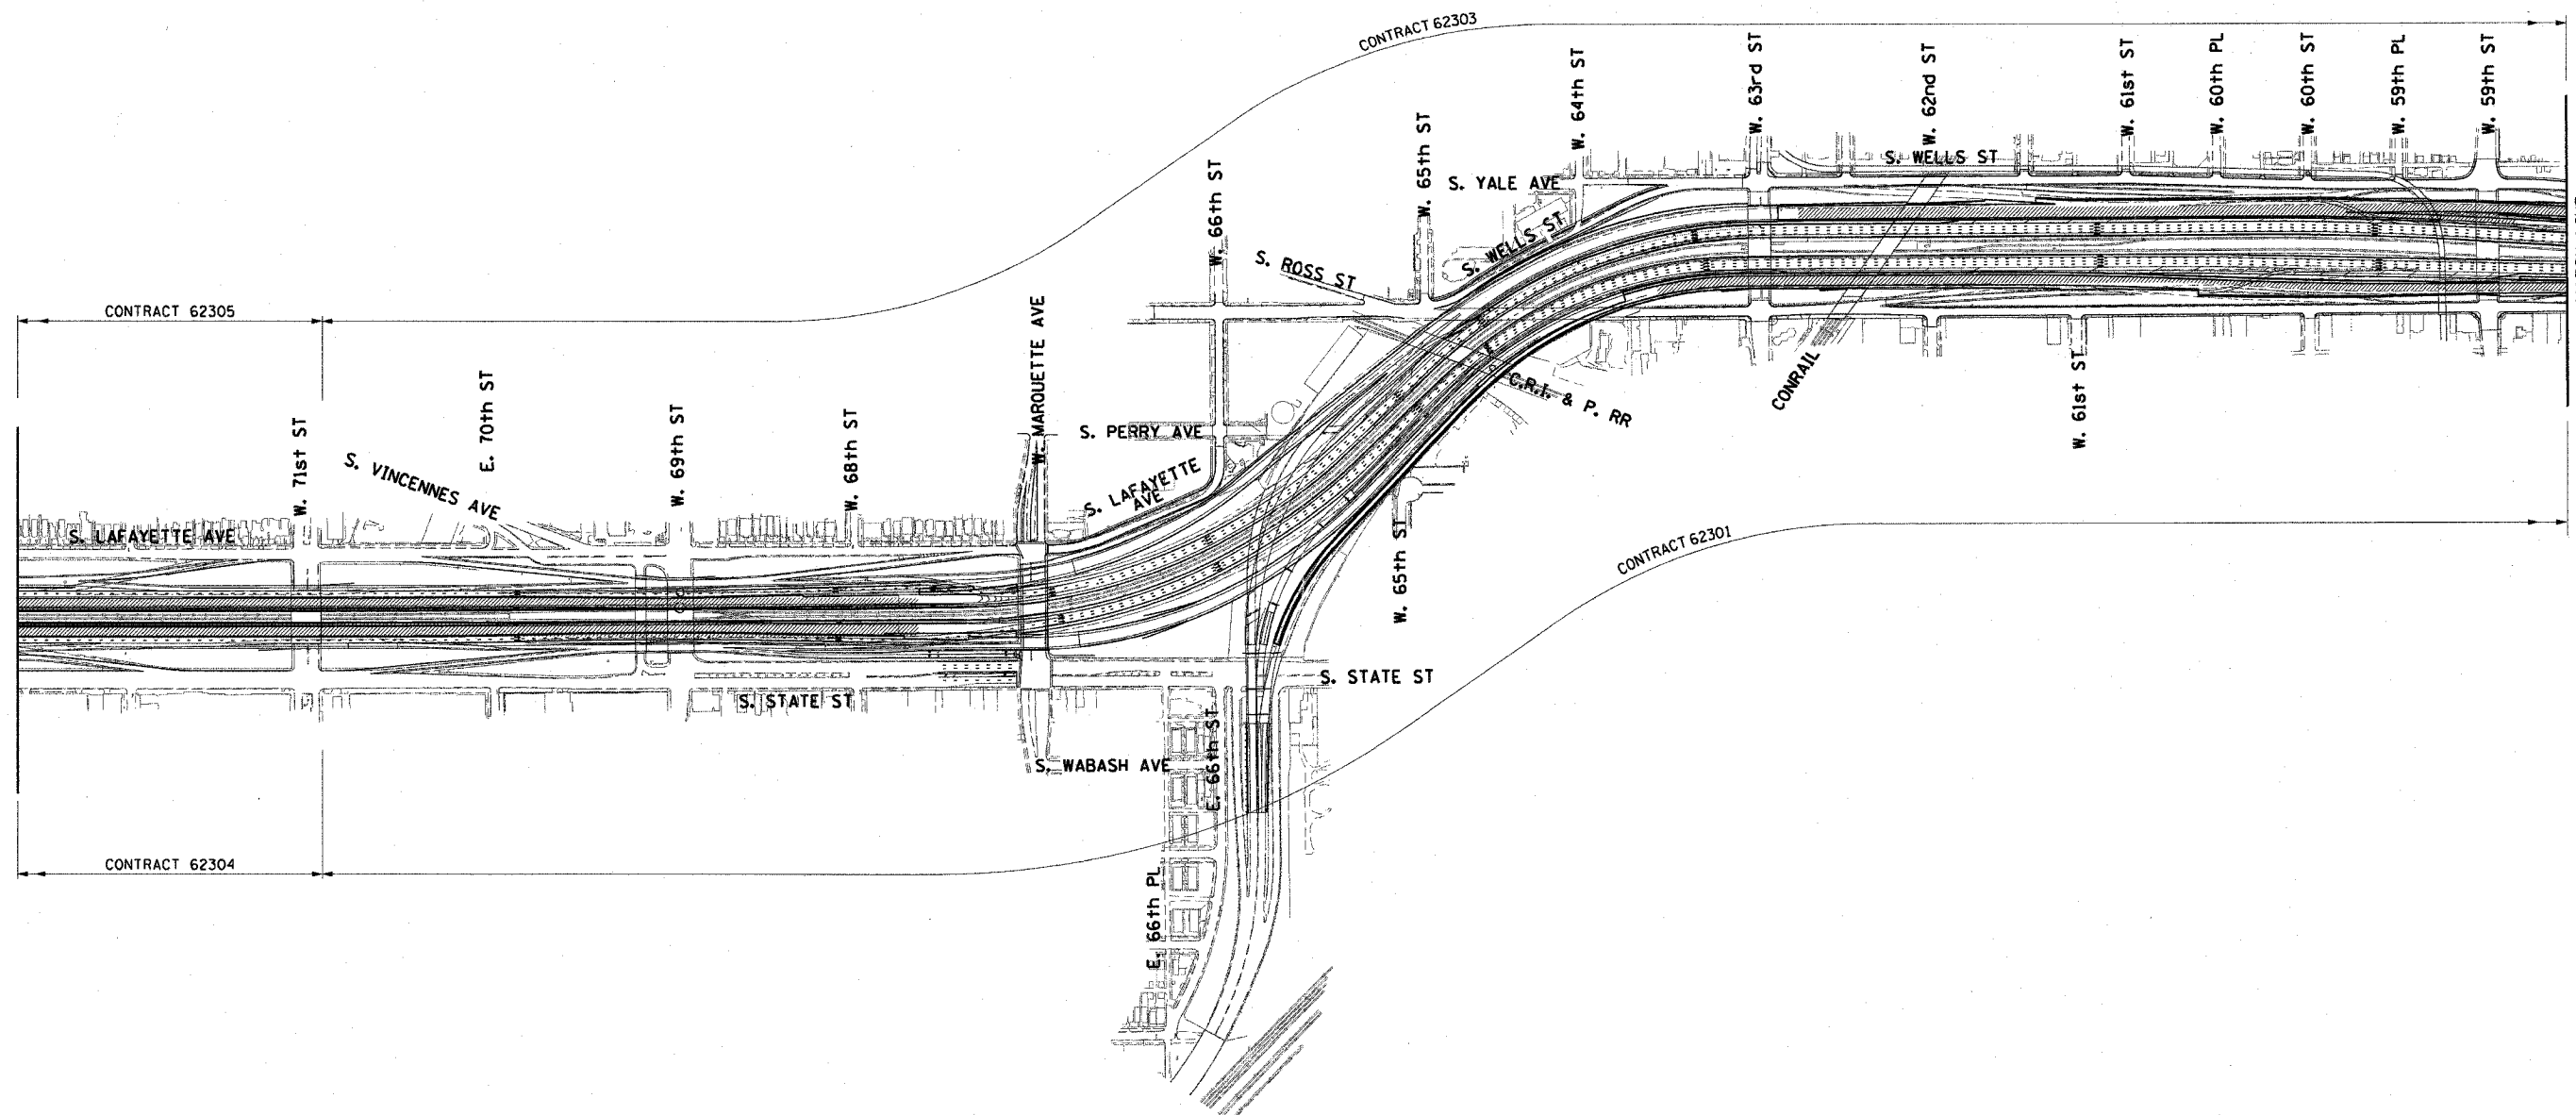 CONTRACT 62303
W. 59th ST
W. 59th PL
W. 60th ST
W. 60th PL
W. 61st ST
W. 62nd ST
W. 63rd ST
W. 64th ST
W. 65th ST
W. 66th ST
S. WELLS ST
S. YALE AVE
S. WELLS ST
S. ROSS ST
CONTRACT 62305
W. MARQUETTE AVE
CONRAIL
C.R.I. & P. RR
W. 61st ST
E. 70th ST
W. 69th ST
W. 68th ST
W. 71st ST
S. VINCENNES AVE
S. PERRY AVE
S. LAFAYETTE
AVE
S. LAFAYETTE AVE
W. 65th ST
CONTRACT 62301
S. STATE ST
S. STATE ST
S. WABASH AVE
E. 66th ST
CONTRACT 62304
E. 66th PL